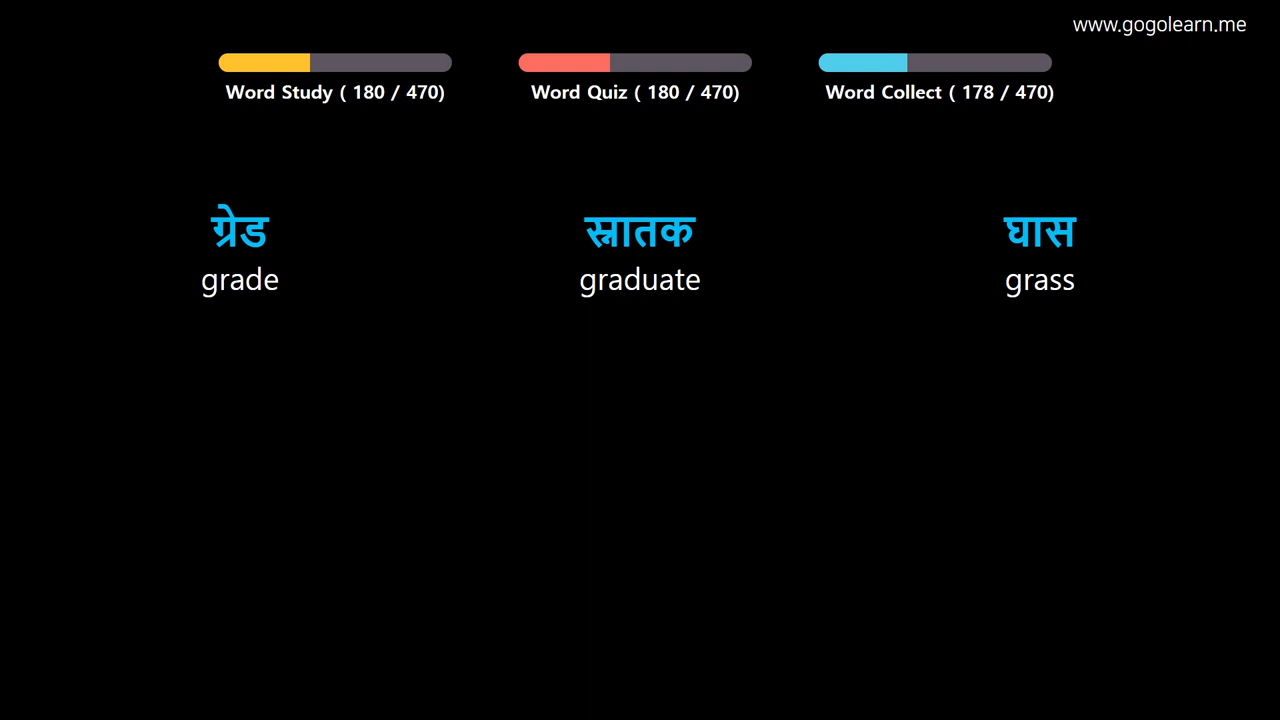 www.gogolearn.me
Word Study ( 180 / 470)
Word Quiz ( 180 / 470)
Word Collect ( 178 / 470)
ग्रेड
grade
स्नातक
graduate
घास
grass